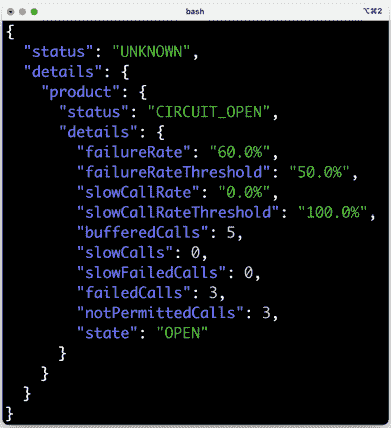 bash
⌥⌘2
{
  "status": "UNKNOWN",
  "details": {
    "product": {
      "status": "CIRCUIT_OPEN",
      "details": {
        "failureRate": "60.0%",
        "failureRateThreshold": "50.0%",
        "slowCallRate": "0.0%",
        "slowCallRateThreshold": "100.0%",
        "bufferedCalls": 5,
        "slowCalls": 0,
        "slowFailedCalls": 0,
        "failedCalls": 3,
        "notPermittedCalls": 3,
        "state": "OPEN"
      }
    }
  }
}